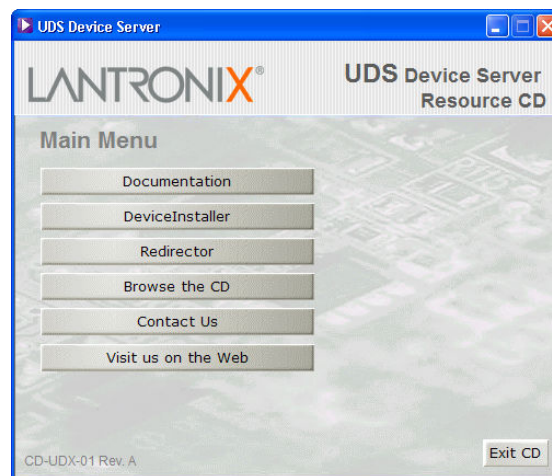 UDS Device Server
LANTRONIX®
UDS Device Server
Resource CD
Main Menu
Documentation
DeviceInstaller
Redirector
Browse the CD
Contact Us
Visit us on the Web
CD-UDX-01 Rev. A
Exit CD